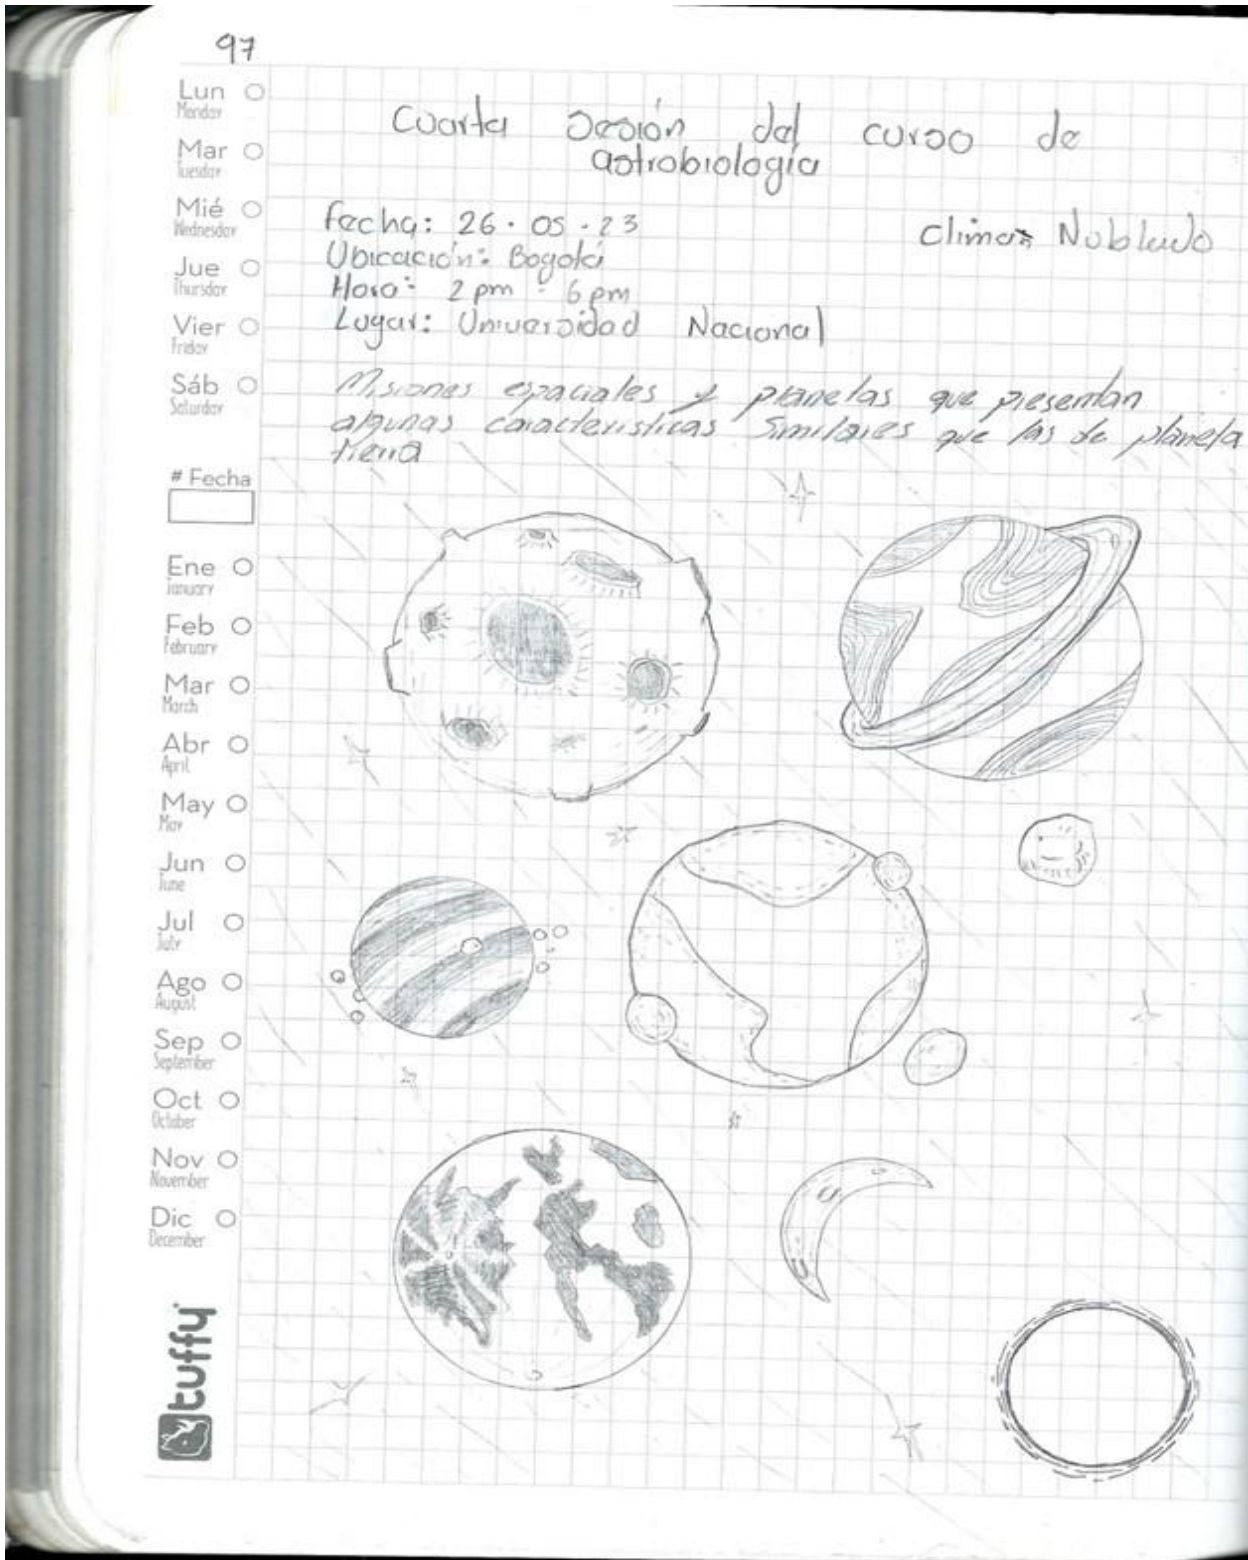 97
Lun
Monday
Mar
Tuesday
Mié
Wednesday
Jue
Thursday
Vier
Friday
Sáb
Saturday
# Fecha
Ene
January
Feb
February
Mar
March
Abr
April
May
May
Jun
June
Jul
July
Ago
August
Sep
September
Oct
October
Nov
November
Dic
December
tuffy
Cuarta Sesión del curso de
astrobiología
Fecha: 26 · 05 - 23
Clima: Nublado
Ubicación: Bogotá
Hora: 2 pm - 6 pm
Lugar: Universidad Nacional
Misiones espaciales y planetas que presentan
algunas caracteristicas Similares que las de planeta
tierra